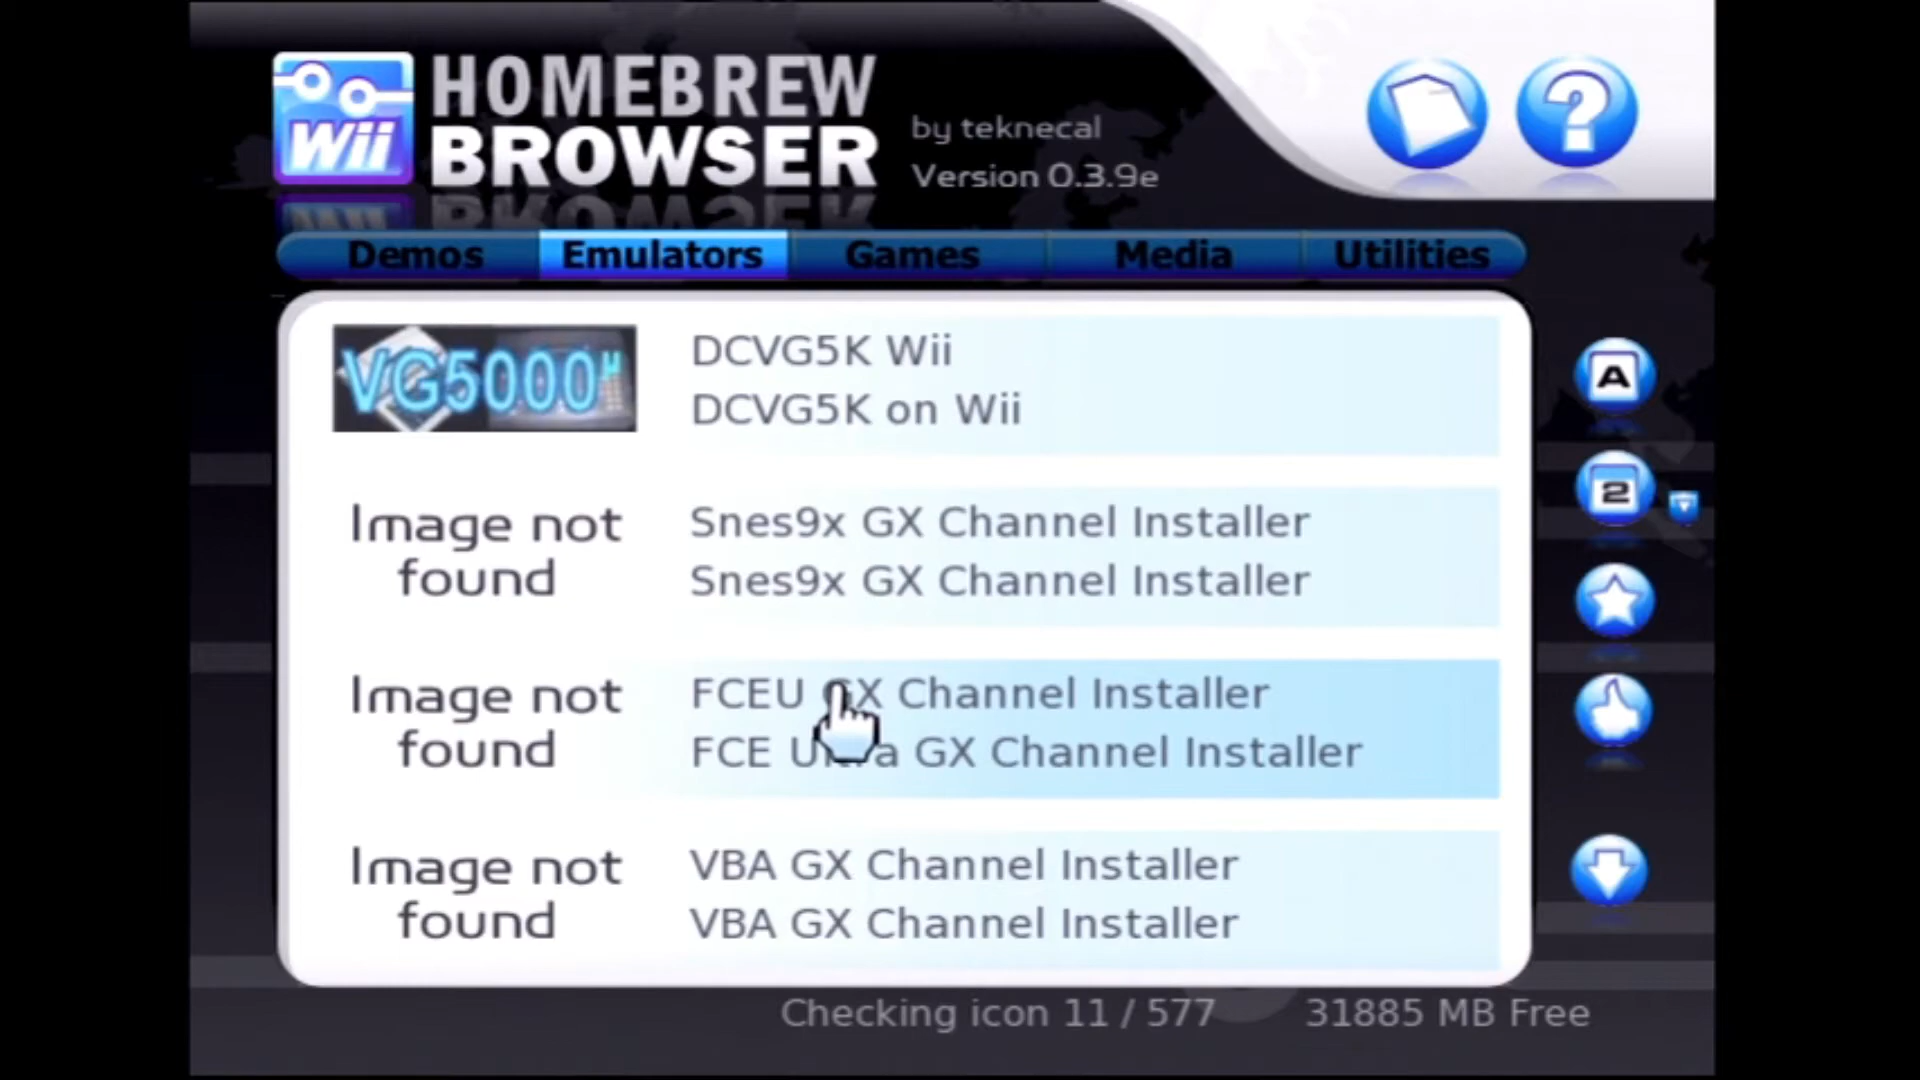 Wii
HOMEBREW
BROWSER
by teknecal
Version 0.3.9e
Demos Emulators Games Media Utilities
VG5000µ
DCVG5K Wii
DCVG5K on Wii
Image not
found
Snes9x GX Channel Installer
Snes9x GX Channel Installer
Image not
found
FCEU GX Channel Installer
FCE Ultra GX Channel Installer
Image not
found
VBA GX Channel Installer
VBA GX Channel Installer
A
2
?
Checking icon 11 / 577
31885 MB Free